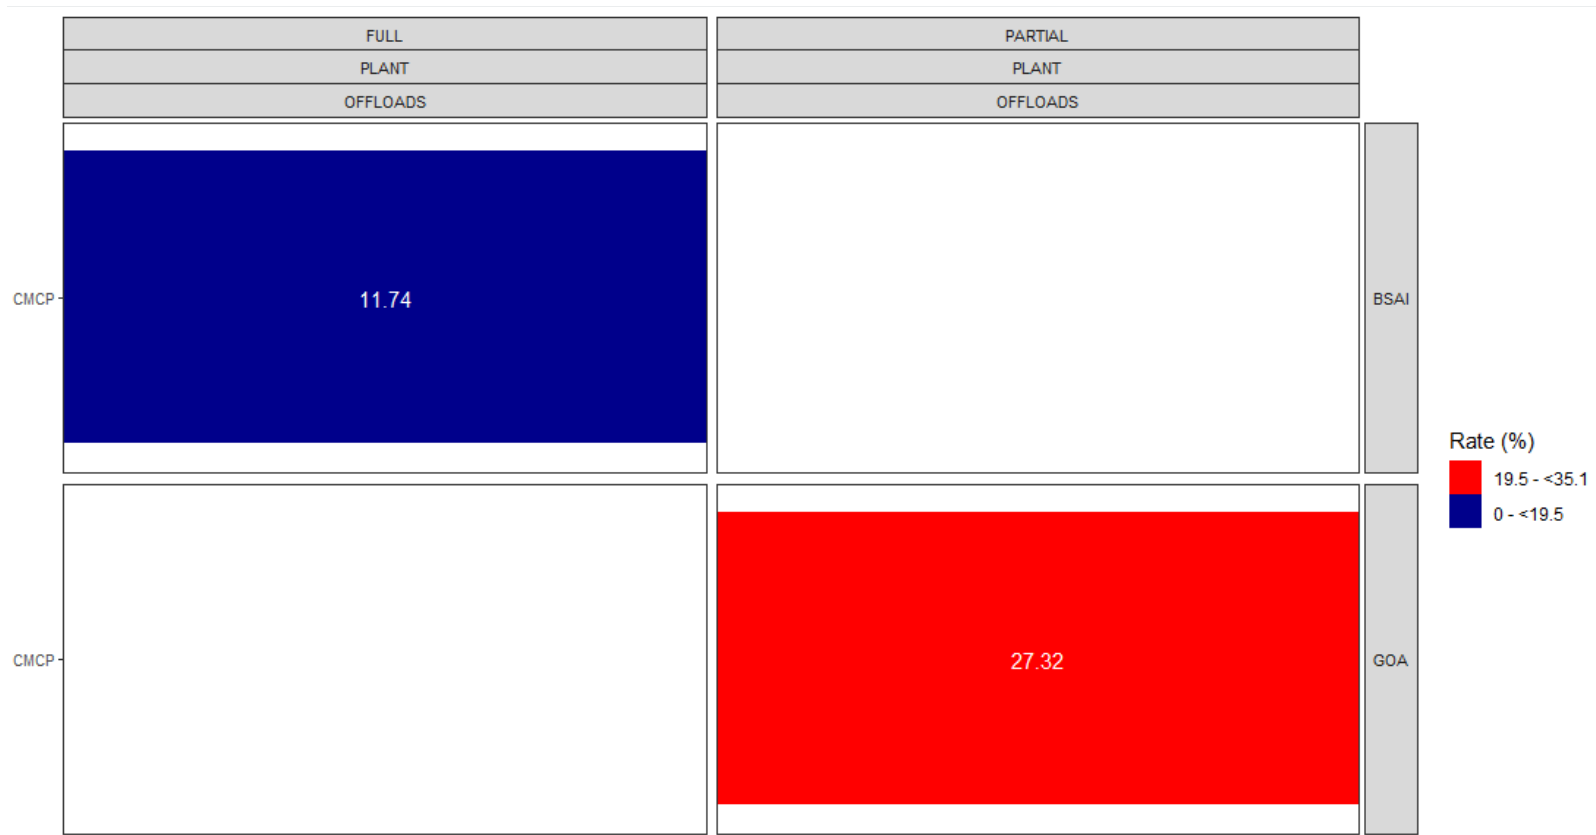 FULL
PARTIAL
PLANT
PLANT
OFFLOADS
OFFLOADS
CMCP
11.74
BSAI
Rate (%)
19.5 - <35.1
0 - <19.5
CMCP
27.32
GOA